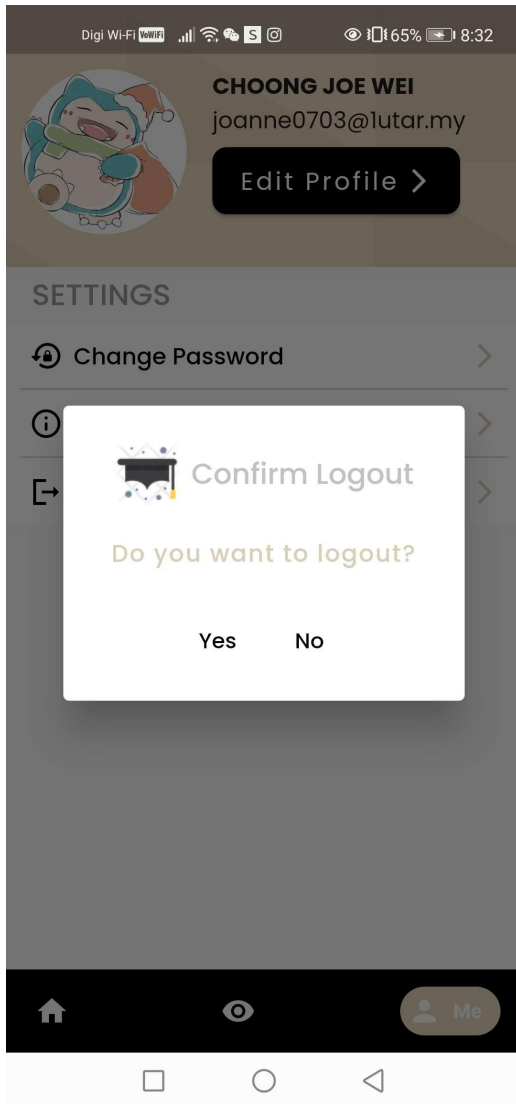 Digi Wi-Fi VoWiFi S 65% 8:32
CHOONG JOE WEI
joanne0703@1utar.my
Edit Profile
SETTINGS
Change Password
Confirm Logout
Do you want to logout?
Yes No
Me